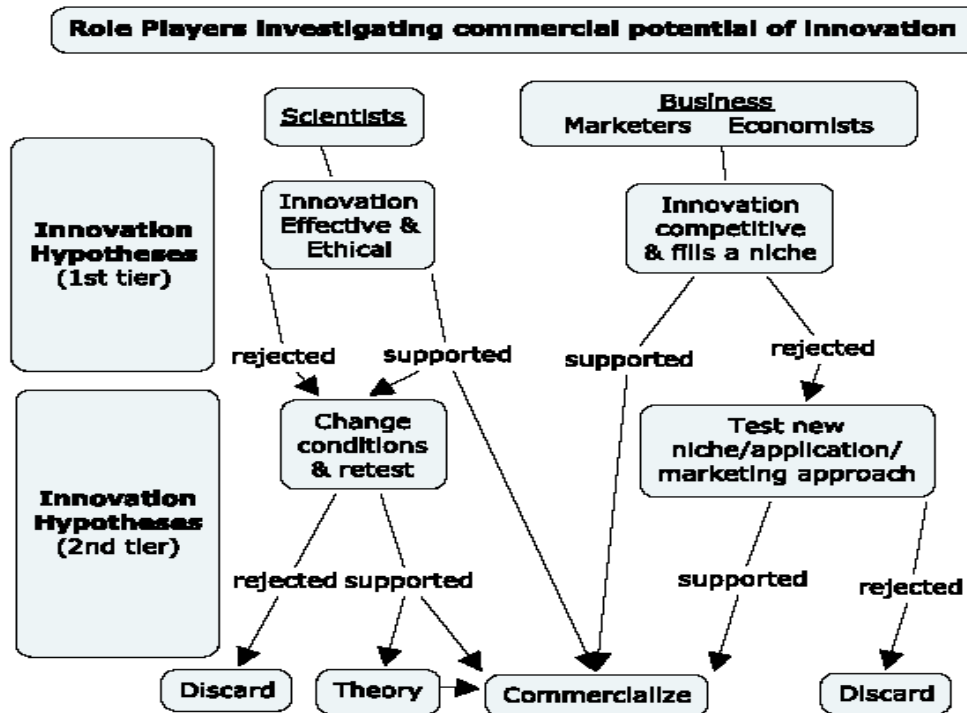 Role Players investigating commercial potential of innovation
Scientists
Business
Marketers Economists
Innovation
Hypotheses
(1st tier)
Innovation
Effective &
Ethical
Innovation
competitive
& fills a niche
rejected
supported
supported
rejected
Innovation
Hypotheses
(2nd tier)
Change
conditions
& retest
Test new
niche/application/
marketing approach
rejected
supported
supported
rejected
Discard
Theory
Commercialize
Discard